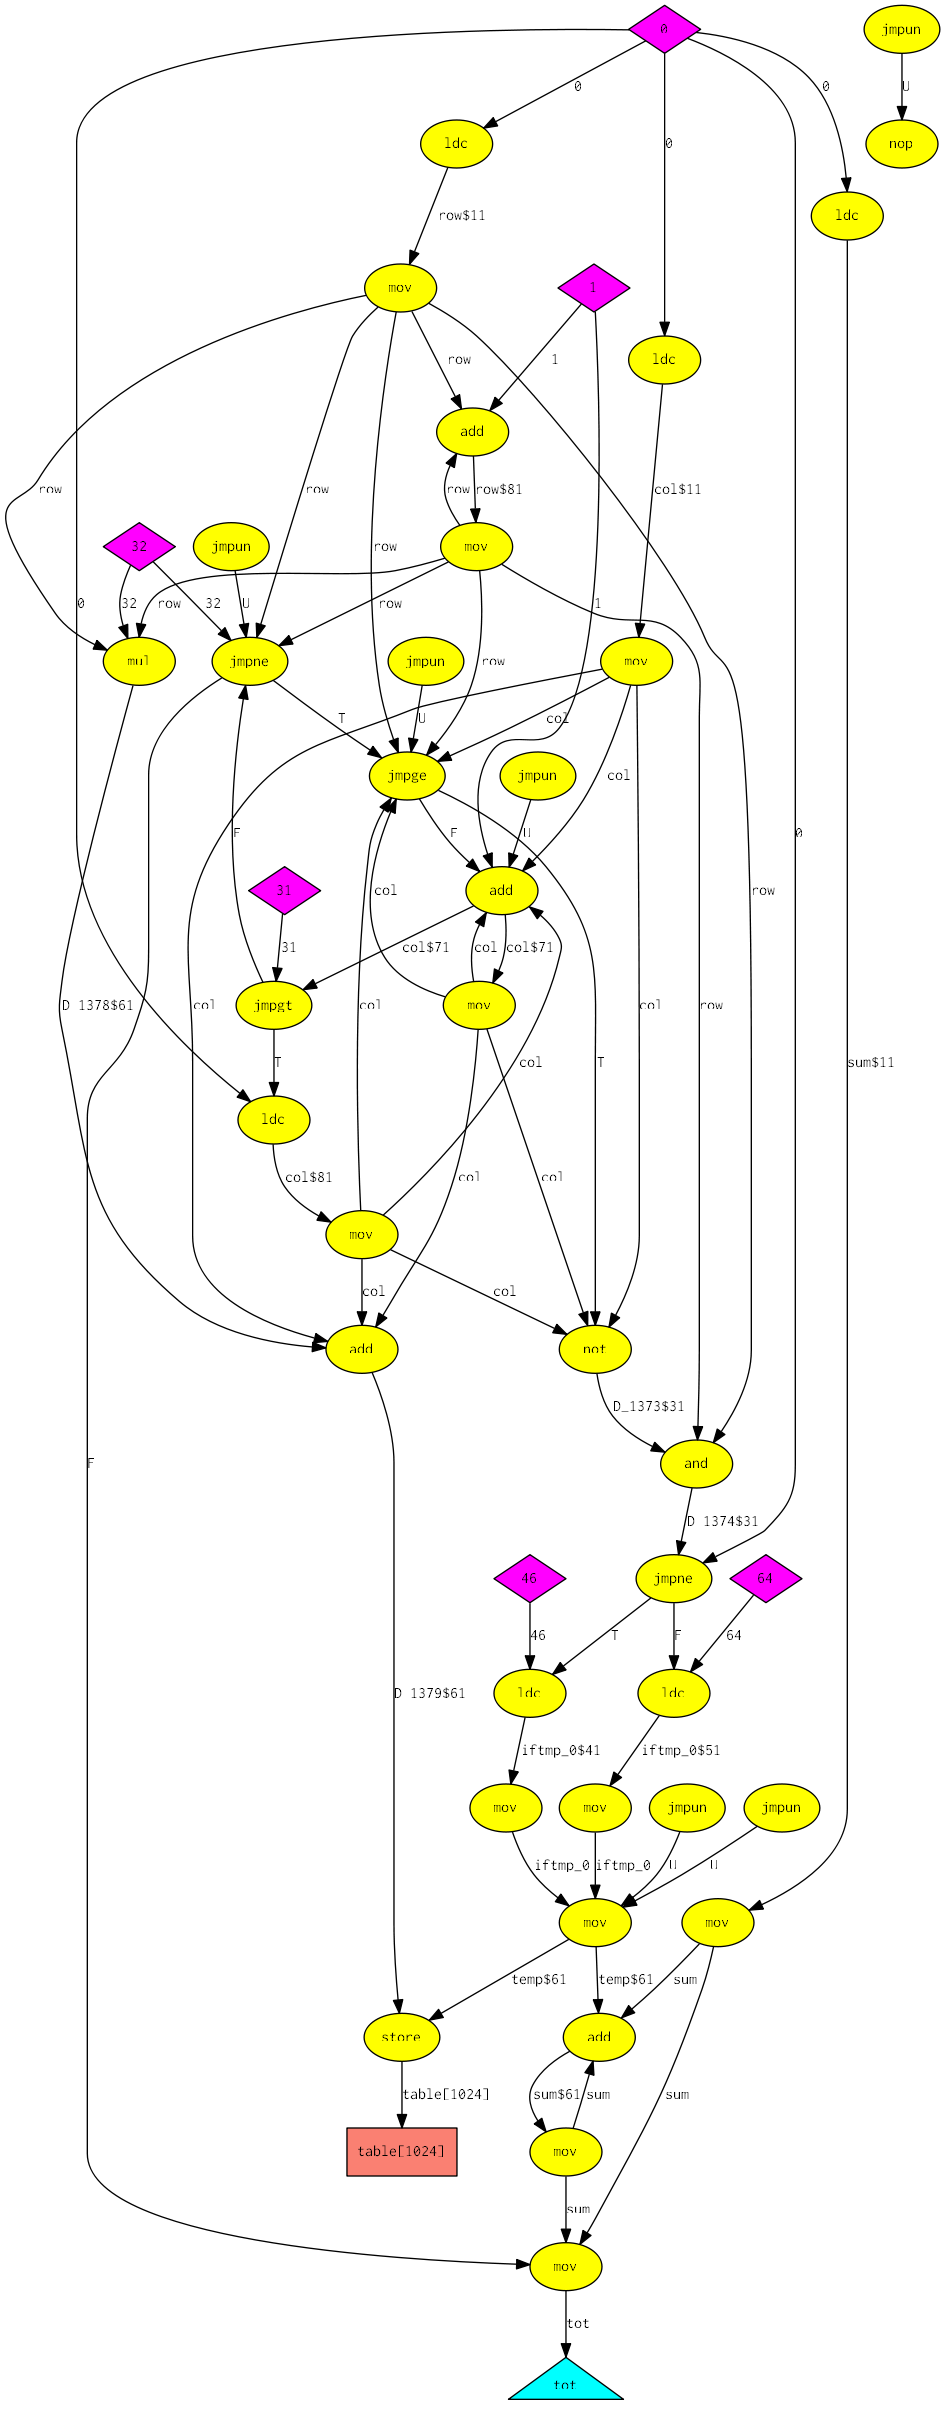 0
jmpun
0
0
0
U
ldc
nop
ldc
row$11
mov
1
row
1
ldc
add
row
row
row$81
row
col$11
row
32
jmpun
mov
0
32
row
32
U
row
1
mul
jmpne
jmpun
row
mov
T
U
col
jmpge
jmpun
col
F
F
U
0
31
col
add
row
31
col$71
col
col$71
D 1378$61
col
jmpgt
col
mov
col
row
T
col
T
sum$11
ldc
col$81
col
col
mov
col
col
add
not
D_1373$31
F
and
D 1374$31
46
jmpne
64
46
T
F
64
D 1379$61
ldc
ldc
iftmp_0$41
iftmp_0$51
mov
mov
jmpun
jmpun
iftmp_0
iftmp_0
U
U
mov
mov
temp$61
temp$61
sum
store
add
table[1024]
sum$61
sum
sum
table[1024]
mov
sum
mov
tot
tot